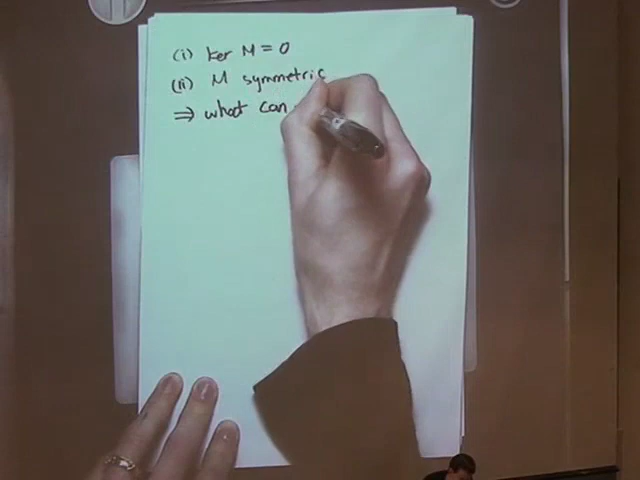 (i) ker M = 0
(ii) M symmetric
⇒ what can